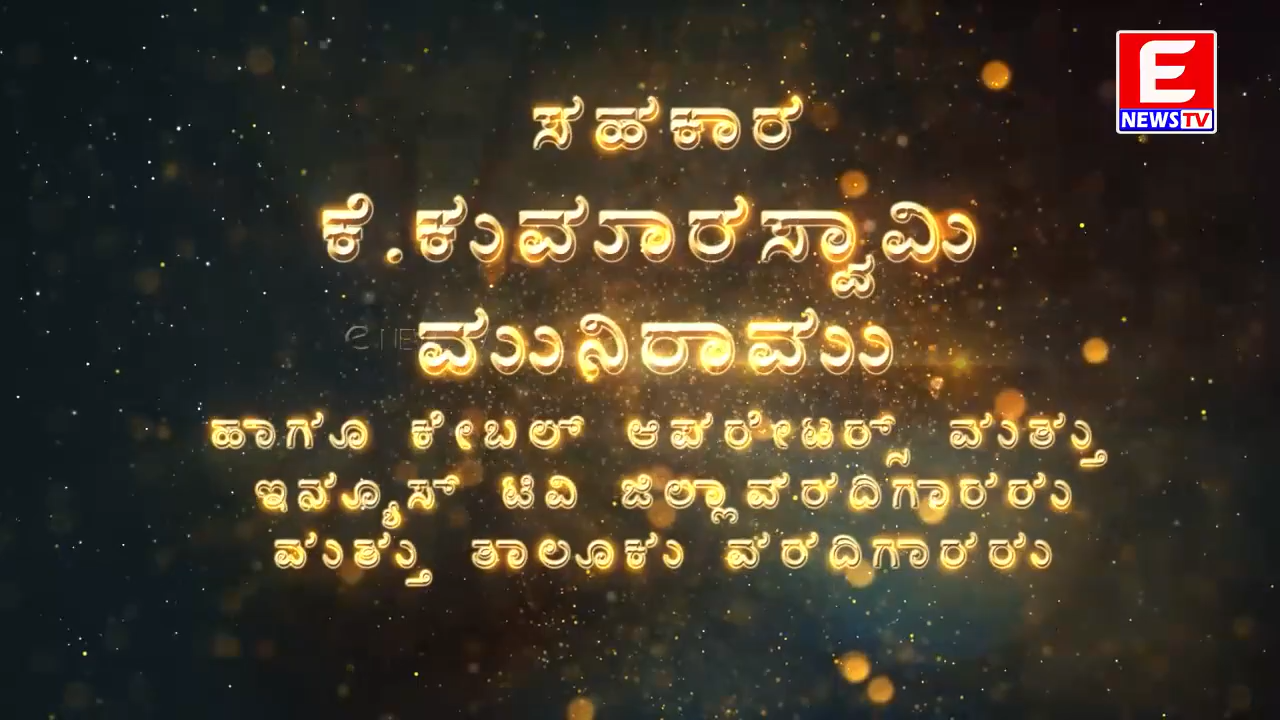 E
NEWS TV
ಸಹಕಾರ
ಕೆ.ಕುಮಾರಸ್ವಾಮಿ
ಮುನಿರಾಮು
ಹಾಗೂ ಕೇಬಲ್ ಆಪರೇಟರ್ಸ್ ಮತ್ತು
ಇನ್ಯೂಸ್ ಟಿವಿ ಜಿಲ್ಲಾವರದಿಗಾರರು
ಮತ್ತು ತಾಲೂಕು ವರದಿಗಾರರು